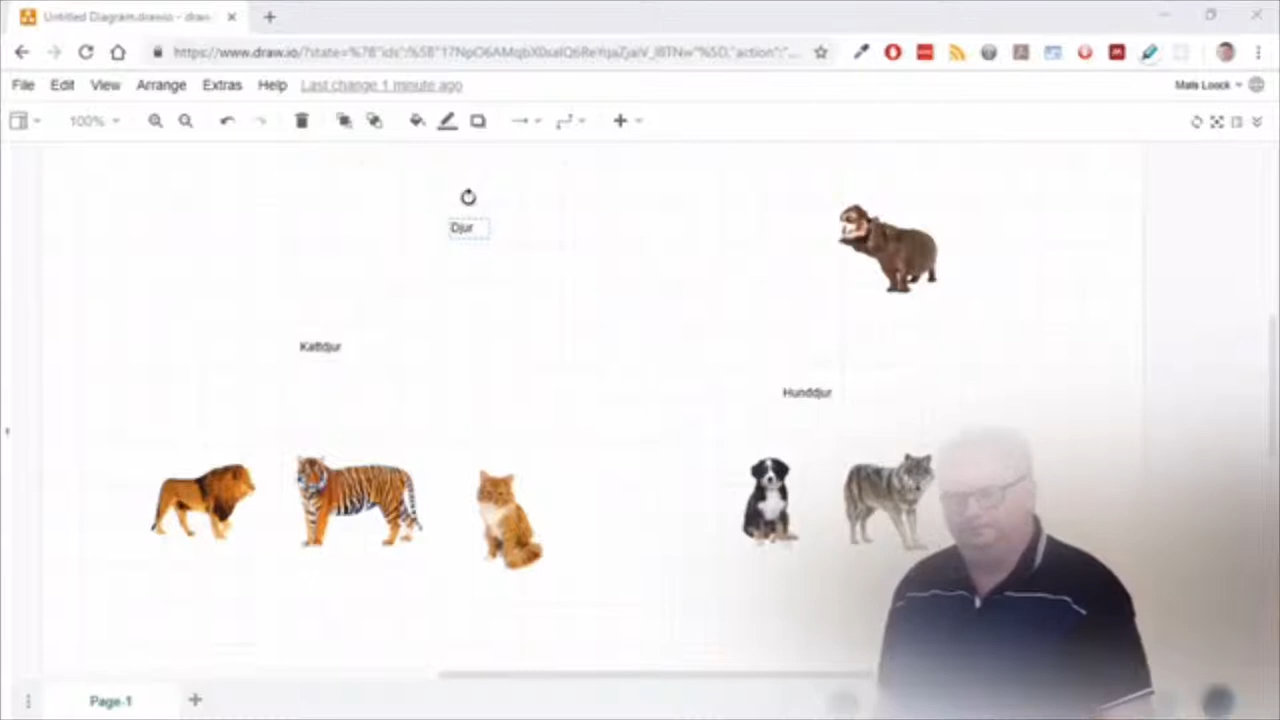 Untitled Diagram.drawio - draw
File Edit View Arrange Extras Help Last change 1 minute ago
Mats Loock
100%
Djur
Kattdjur
Hunddjur
Page-1